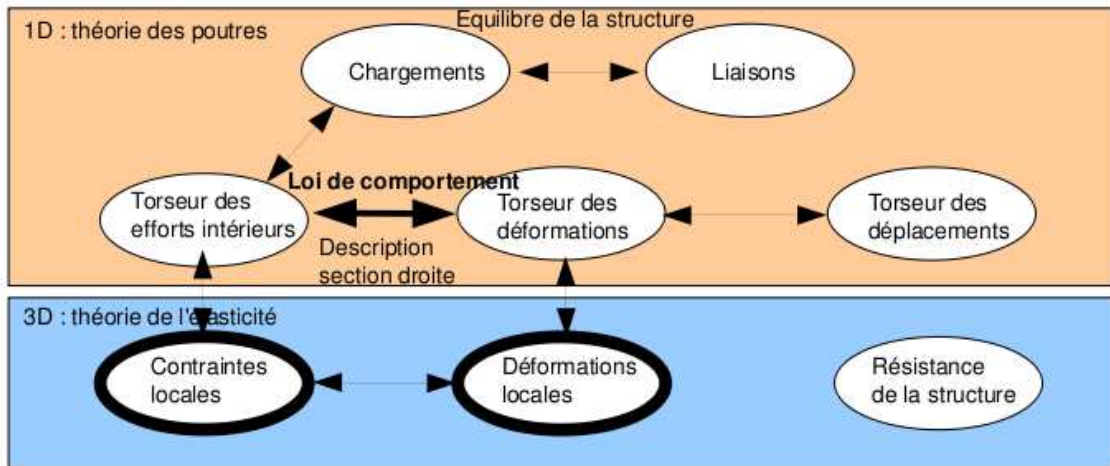 Equilibre de la structure
1D : théorie des poutres
Chargements
Liaisons
Loi de comportement
Torseur des
efforts intérieurs
Torseur des
déformations
Torseur des
déplacements
Description
section droite
3D : théorie de l'élasticité
Contraintes
locales
Déformations
locales
Résistance
de la structure